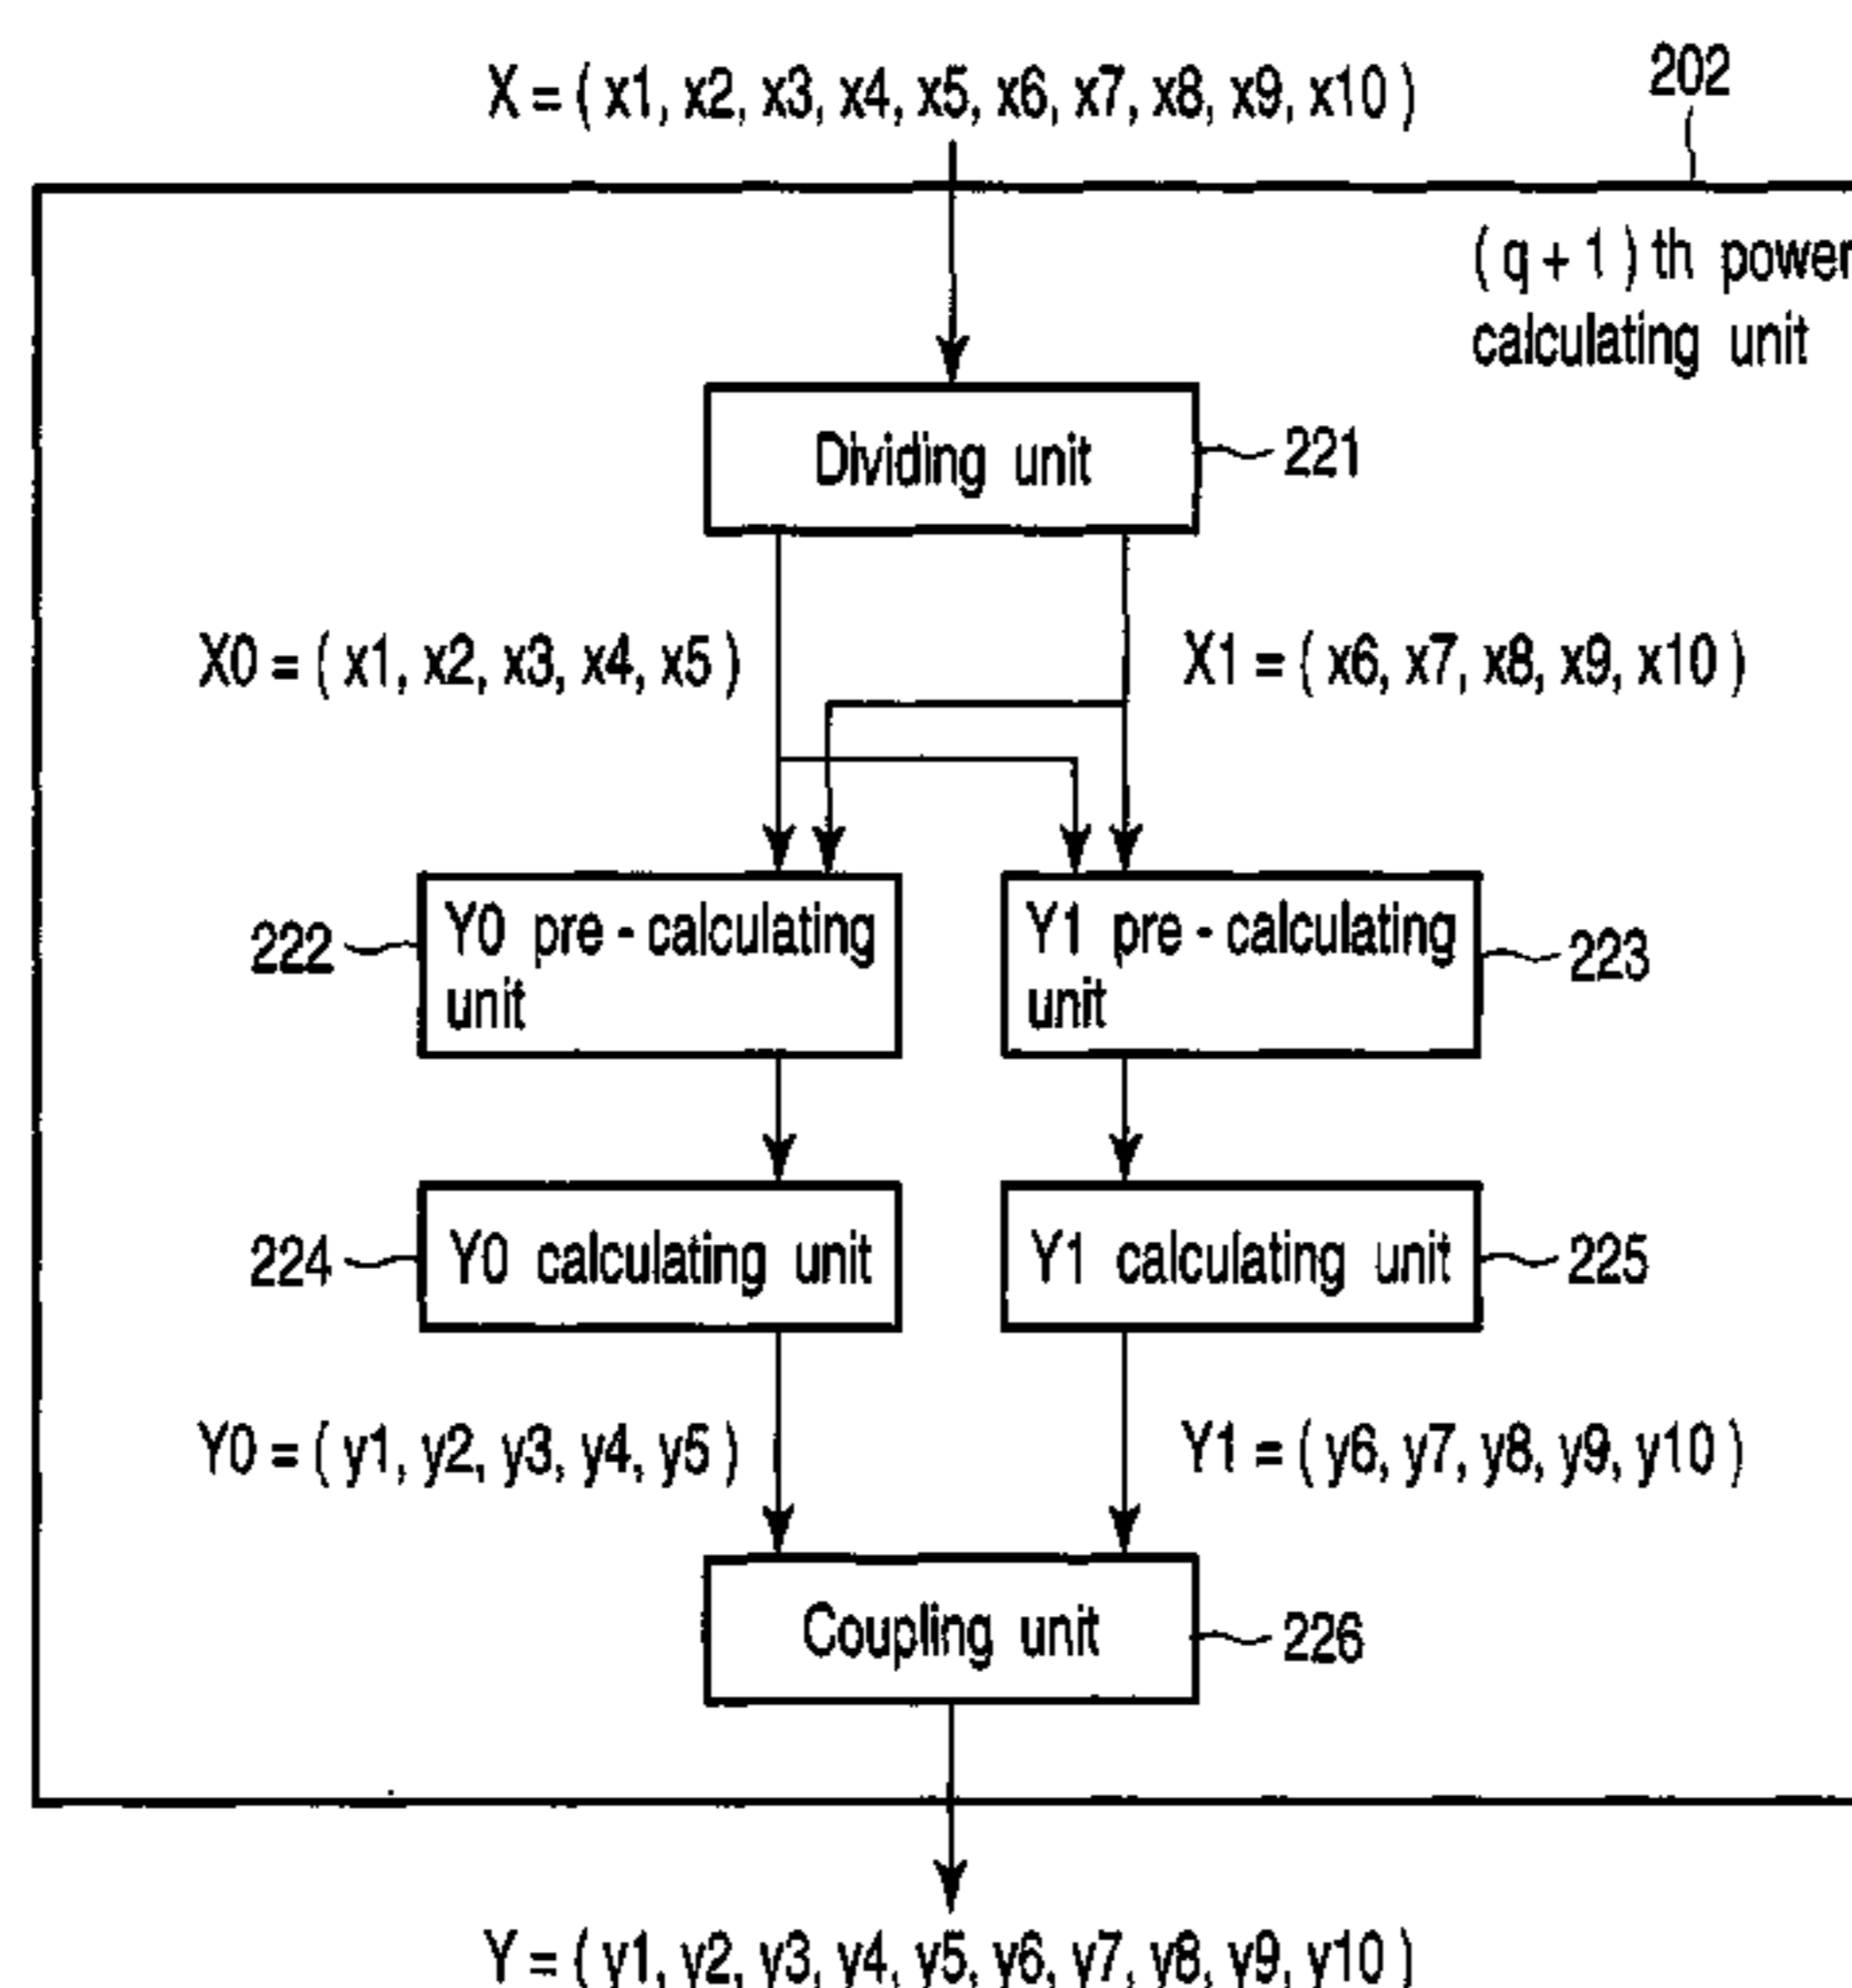 X = ( x1, x2, x3, x4, x5, x6, x7, x8, x9, x10 )
202
( q + 1 ) th power
calculating unit
Dividing unit
221
X0 = ( x1, x2, x3, x4, x5 )
X1 = ( x6, x7, x8, x9, x10 )
222
Y0 pre - calculating
unit
Y1 pre - calculating
unit
223
224
Y0 calculating unit
Y1 calculating unit
225
Y0 = ( y1, y2, y3, y4, y5 )
Y1 = ( y6, y7, y8, y9, y10 )
Coupling unit
226
Y = ( y1, y2, y3, y4, y5, y6, y7, y8, y9, y10 )